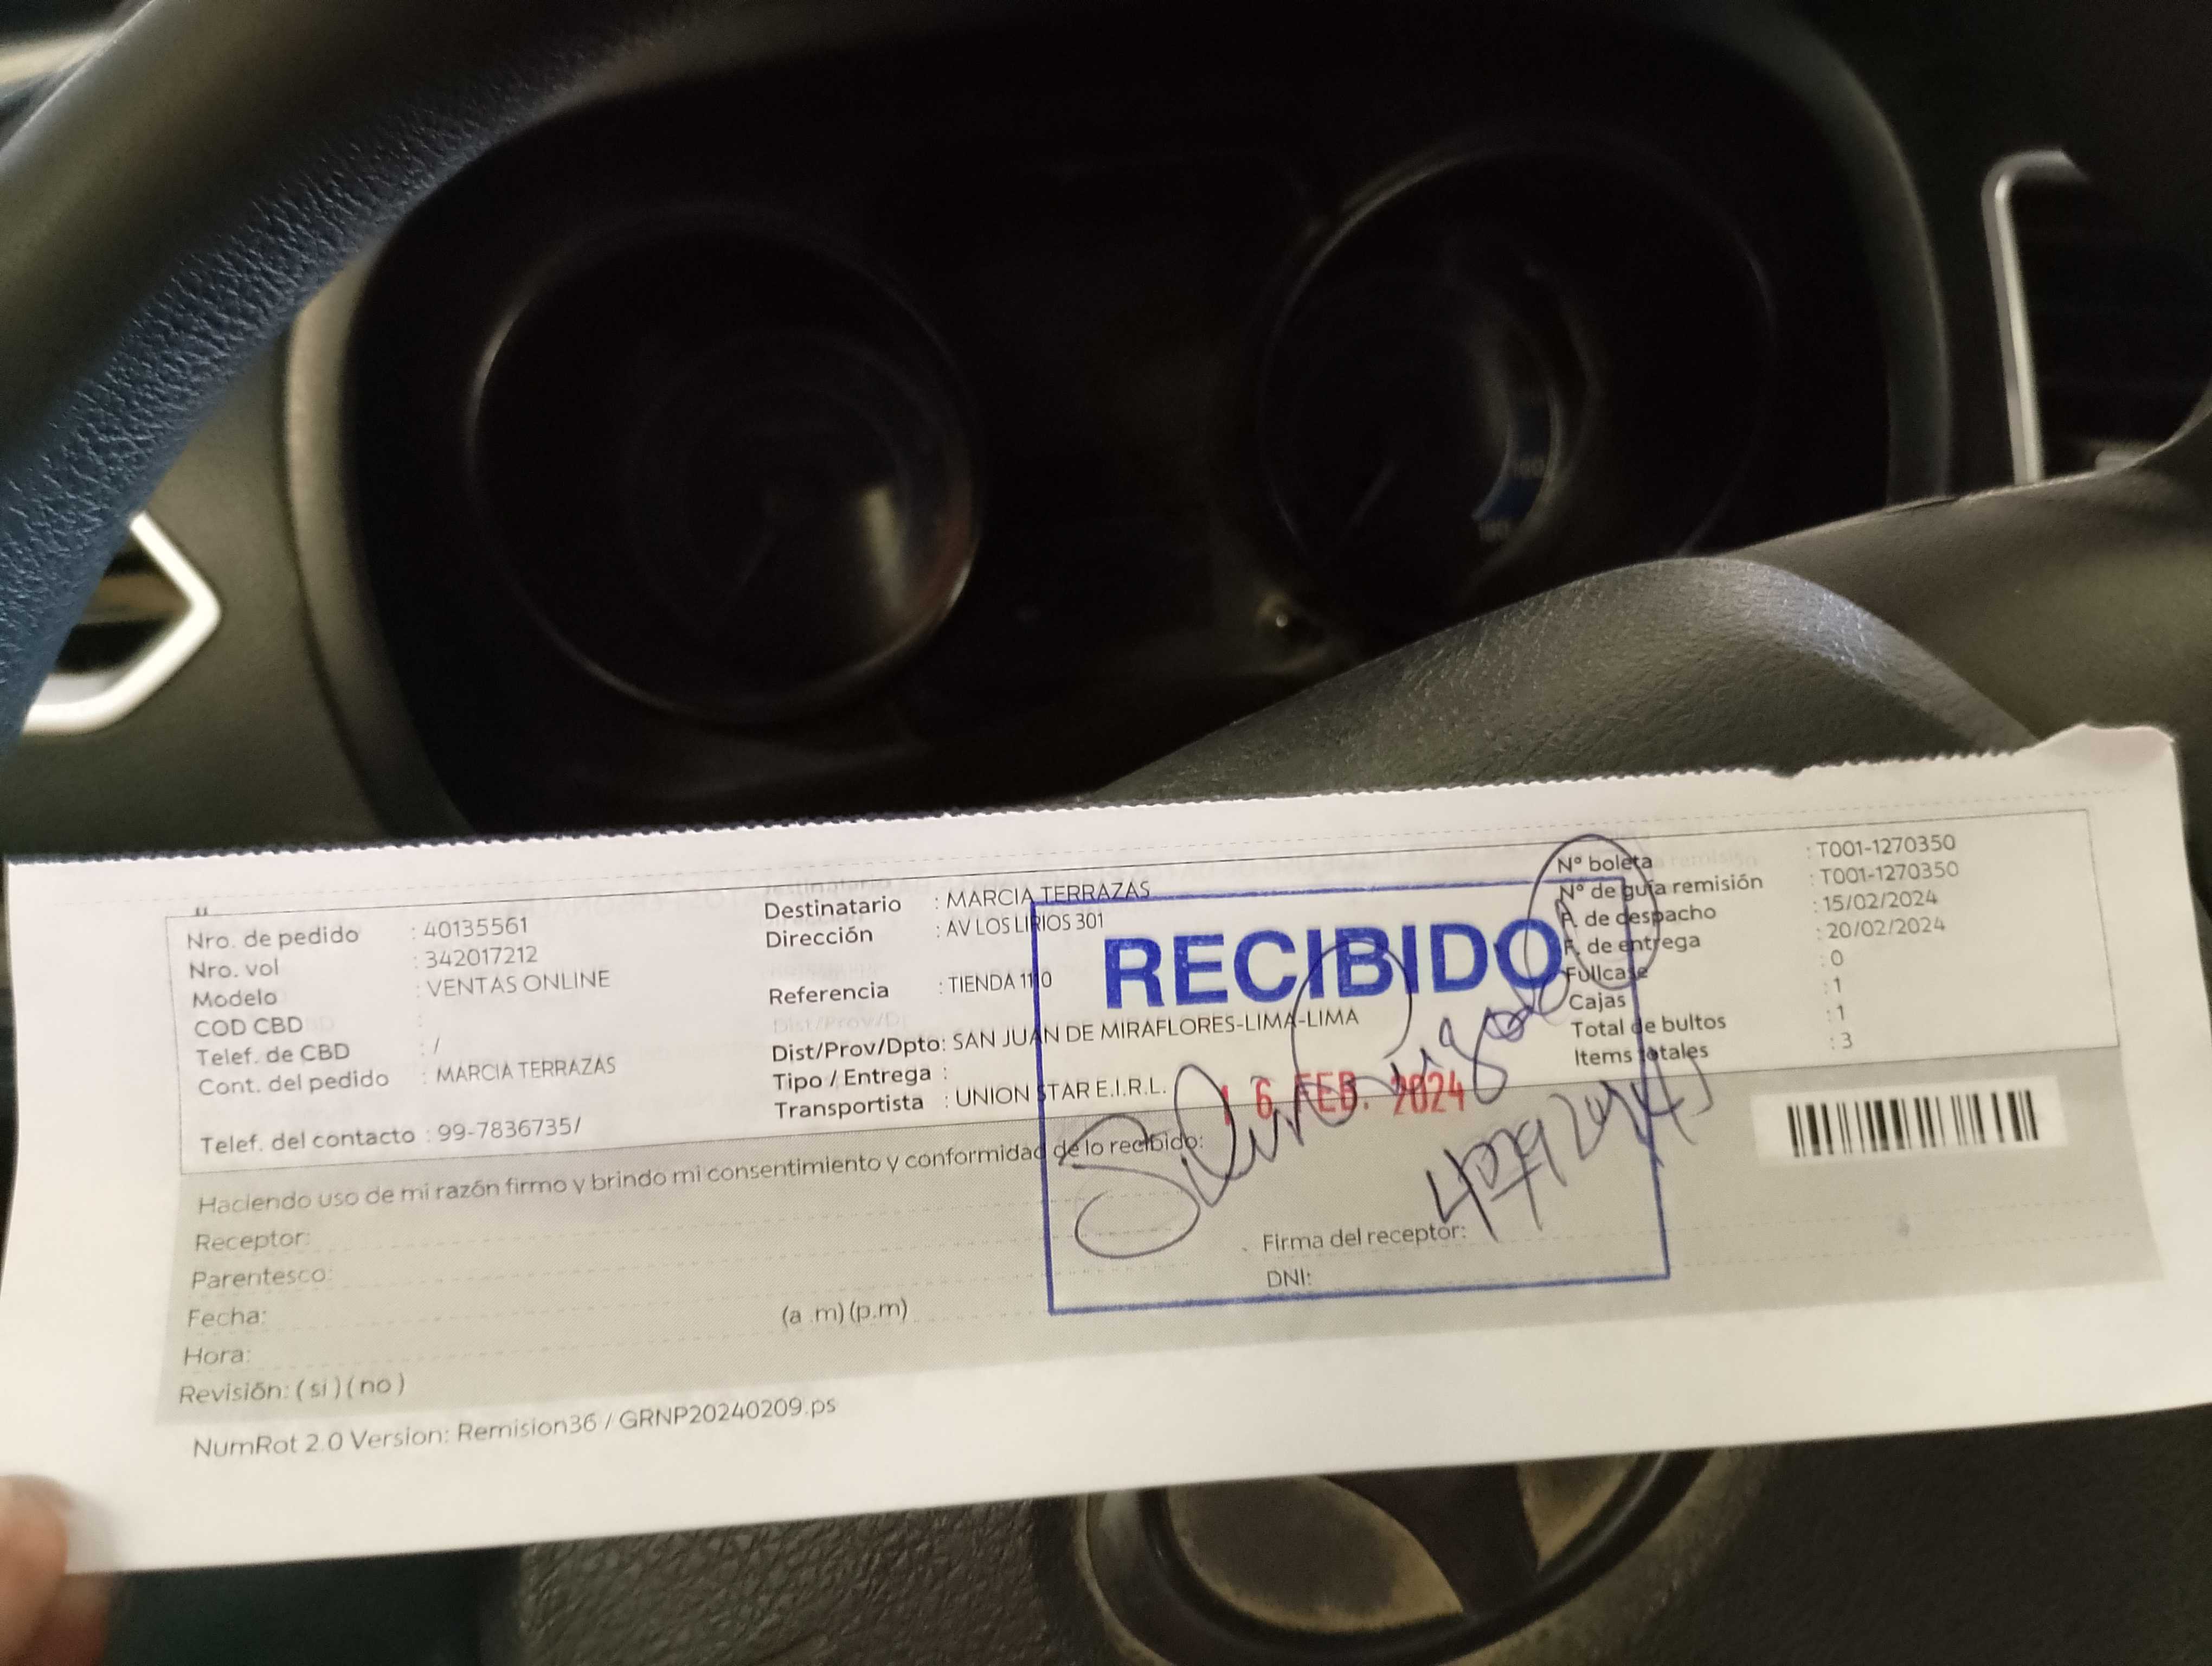 Nro. de pedido : 40135561
Nro. vol : 342017212
Modelo : VENTAS ONLINE
COD CBD :
Telef. de CBD : /
Cont. del pedido : MARCIA TERRAZAS
Telef. del contacto : 99-7836735/
Destinatario : MARCIA TERRAZAS
Dirección : AV LOS LIRIOS 301
Referencia : TIENDA 1110
Dist/Prov/Dpto: SAN JUAN DE MIRAFLORES-LIMA-LIMA
Tipo / Entrega :
Transportista : UNION STAR E.I.R.L.
N° boleta : T001-1270350
N° de guía remisión : T001-1270350
F. de despacho : 15/02/2024
F. de entrega : 20/02/2024
Fullcase : 0
Cajas : 1
Total de bultos : 1
Items totales : 3
RECIBIDO
16 FEB. 2024
Haciendo uso de mi razón firmo y brindo mi consentimiento y conformidad de lo recibido:
Receptor:
Parentesco:
Fecha:
Hora: (a .m) (p.m)
Revisión: ( si ) ( no )
Firma del receptor:
DNI:
NumRot 2.0 Version: Remision36 / GRNP20240209.ps